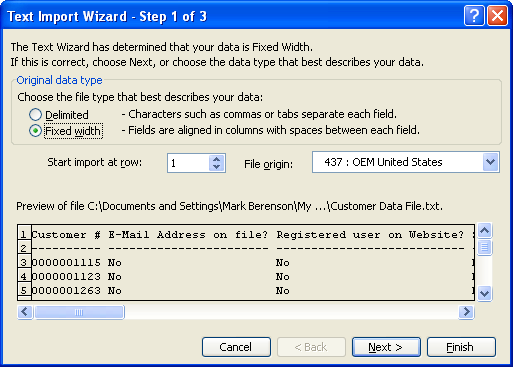 Text Import Wizard - Step 1 of 3
The Text Wizard has determined that your data is Fixed Width.
If this is correct, choose Next, or choose the data type that best describes your data.
Original data type
Choose the file type that best describes your data:
Delimited - Characters such as commas or tabs separate each field.
Fixed width - Fields are aligned in columns with spaces between each field.
Start import at row: 1 File origin: 437 : OEM United States
Preview of file C:\Documents and Settings\Mark Berenson\My ...\Customer Data File.txt.
1 Customer # E-Mail Address on file? Registered user on Website?
2 ---------- ----------------------- ---------------------------
3 0000001115 No No
4 0000001123 No No
5 0000001263 No No
Cancel < Back Next > Finish